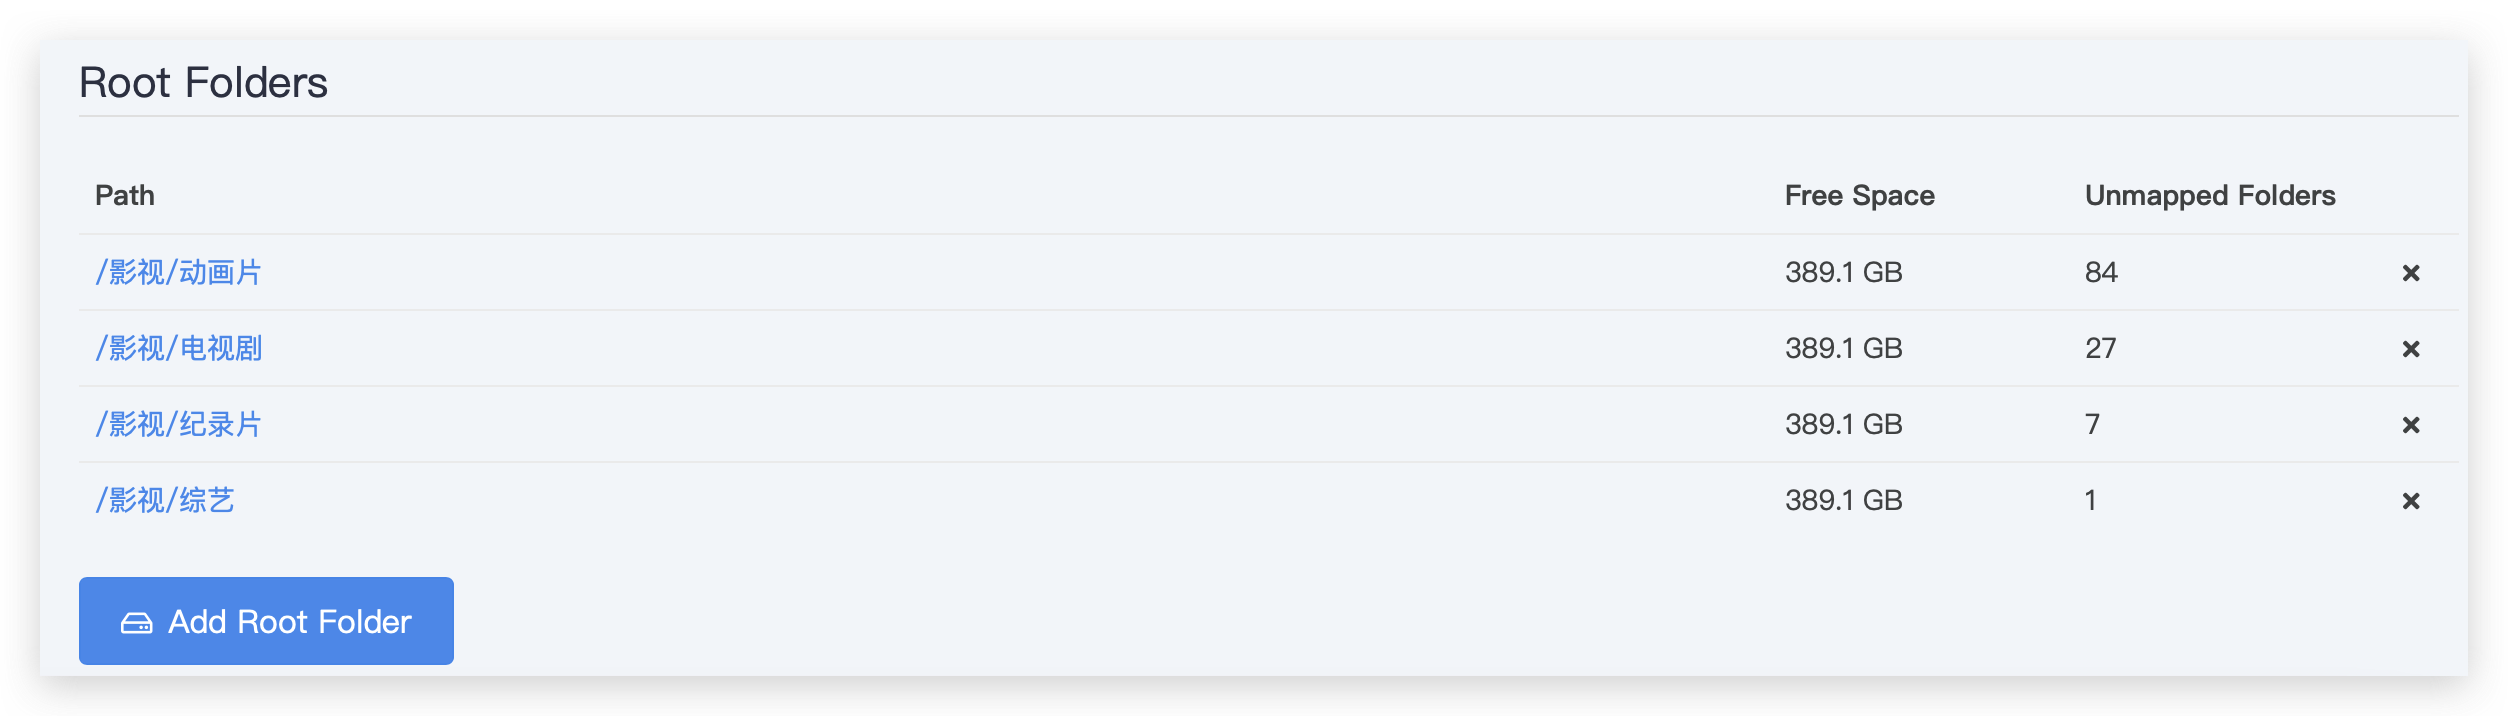 Root Folders
Path Free Space Unmapped Folders
/影视/动画片 389.1 GB 84
/影视/电视剧 389.1 GB 27
/影视/纪录片 389.1 GB 7
/影视/综艺 389.1 GB 1
Add Root Folder